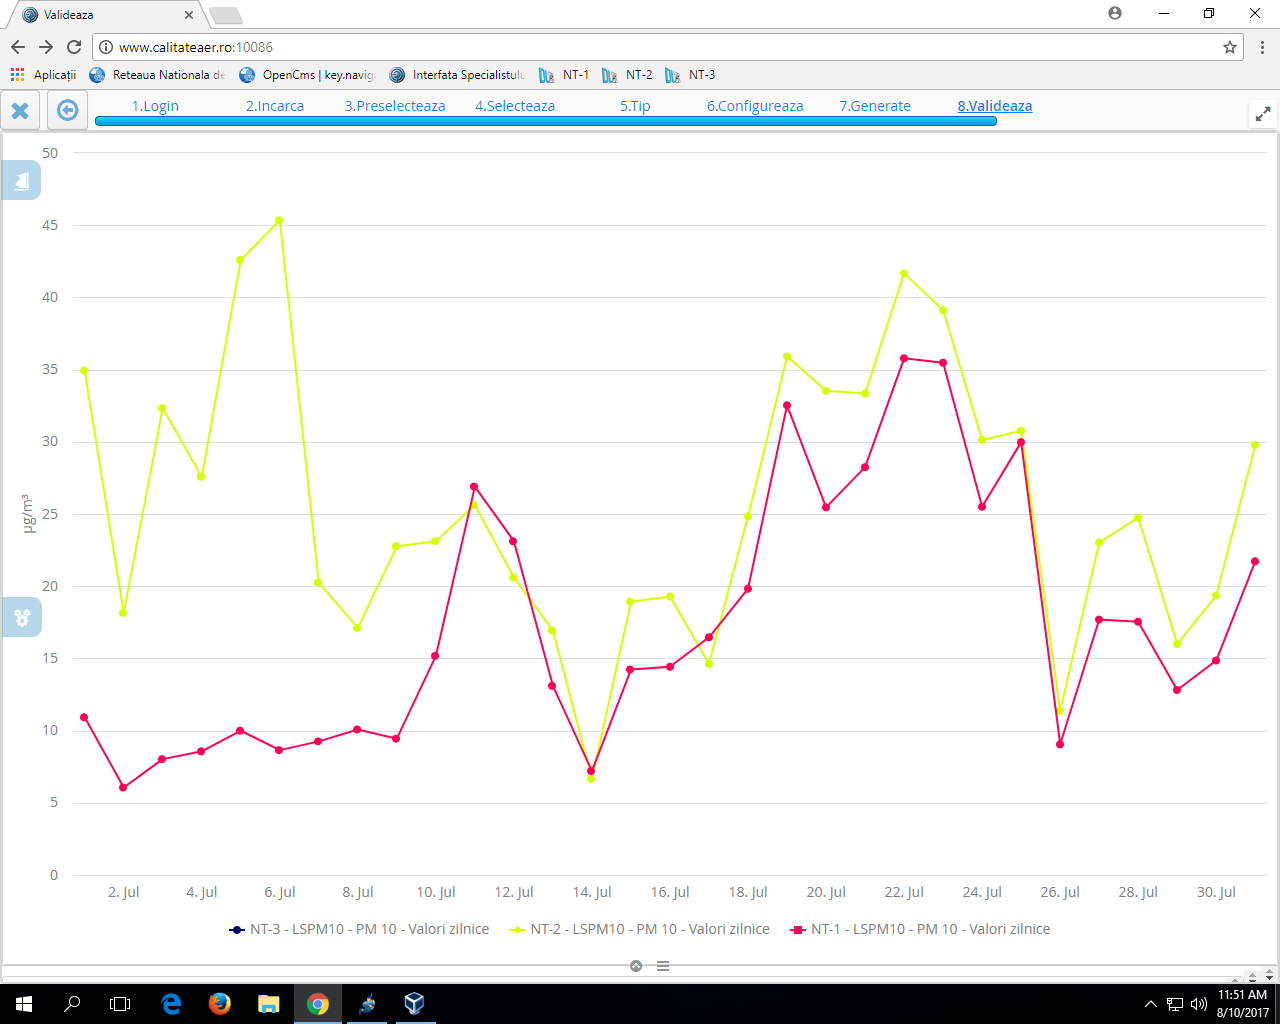 Valideaza
www.calitateaer.ro:10086
Aplicații Reteaua Nationala de OpenCms | key.navig Interfata Specialistulu NT-1 NT-2 NT-3
1.Login 2.Incarca 3.Preselecteaza 4.Selecteaza 5.Tip 6.Configureaza 7.Generate 8.Valideaza
50
45
40
35
30
25
µg/m³
20
15
10
5
0
2. Jul 4. Jul 6. Jul 8. Jul 10. Jul 12. Jul 14. Jul 16. Jul 18. Jul 20. Jul 22. Jul 24. Jul 26. Jul 28. Jul 30. Jul
NT-3 - LSPM10 - PM 10 - Valori zilnice NT-2 - LSPM10 - PM 10 - Valori zilnice NT-1 - LSPM10 - PM 10 - Valori zilnice
11:51 AM
8/10/2017